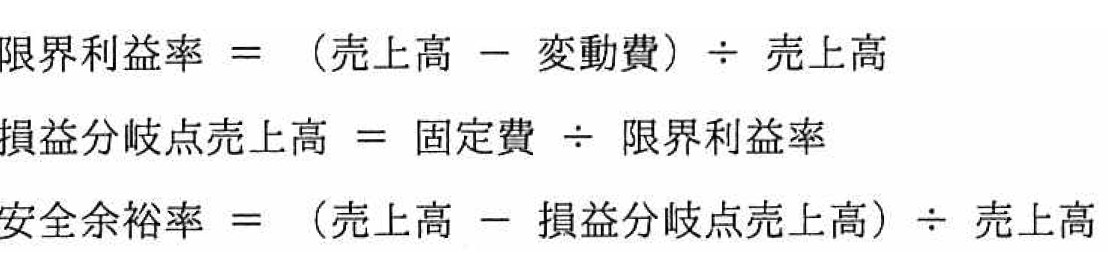 限界利益率 = （売上高 － 変動費）÷ 売上高
損益分岐点売上高 = 固定費 ÷ 限界利益率
安全余裕率 = （売上高 － 損益分岐点売上高）÷ 売上高